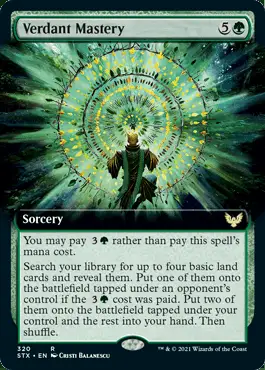 Verdant Mastery 5
Sorcery
You may pay 3 rather than pay this spell's
mana cost.
Search your library for up to four basic land
cards and reveal them. Put one of them onto
the battlefield tapped under an opponent's
control if the 3 cost was paid. Put two of
them onto the battlefield tapped under your
control and the rest into your hand. Then
shuffle.
320 R
STX • EN Cristi Balanescu
™ & © 2021 Wizards of the Coast